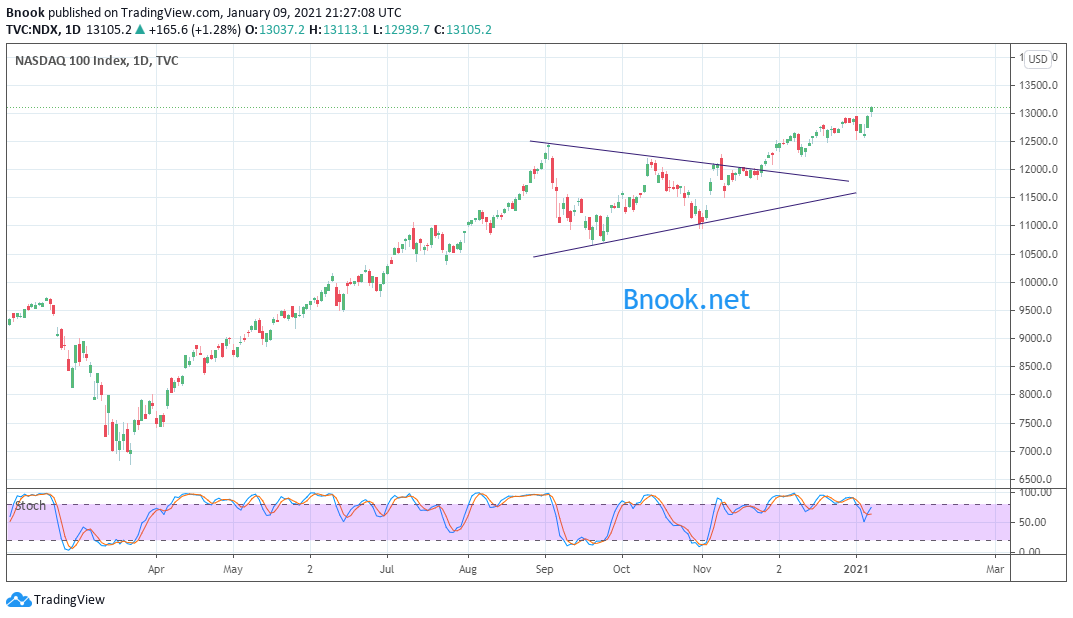 Bnook published on TradingView.com, January 09, 2021 21:27:08 UTC
TVC:NDX, 1D 13105.2 ▲ +165.6 (+1.28%) O:13037.2 H:13113.1 L:12939.7 C:13105.2
NASDAQ 100 Index, 1D, TVC
USD
13500.0
13000.0
12500.0
12000.0
11500.0
11000.0
10500.0
10000.0
9500.0
9000.0
8500.0
8000.0
7500.0
7000.0
6500.0
Bnook.net
Stoch
100.00
50.00
0.00
Apr May 2 Jul Aug Sep Oct Nov 2 2021 Mar
TradingView